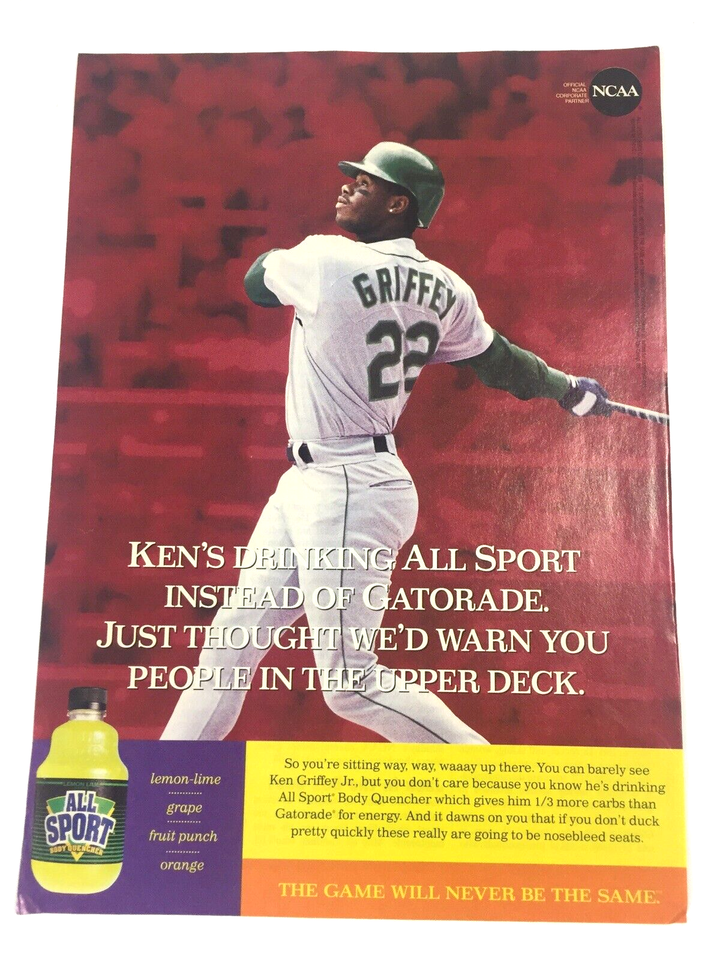 OFFICIAL
NCAA
CORPORATE
PARTNER
NCAA
GRIFFEY
22
KEN'S DRINKING ALL SPORT
INSTEAD OF GATORADE.
JUST THOUGHT WE'D WARN YOU
PEOPLE IN THE UPPER DECK.
LEMON LIME
ALL
SPORT
BODY QUENCHER
lemon-lime
grape
fruit punch
orange
So you're sitting way, way, waaay up there. You can barely see
Ken Griffey Jr., but you don't care because you know he's drinking
All Sport® Body Quencher which gives him 1/3 more carbs than
Gatorade® for energy. And it dawns on you that if you don't duck
pretty quickly these really are going to be nosebleed seats.
THE GAME WILL NEVER BE THE SAME.™